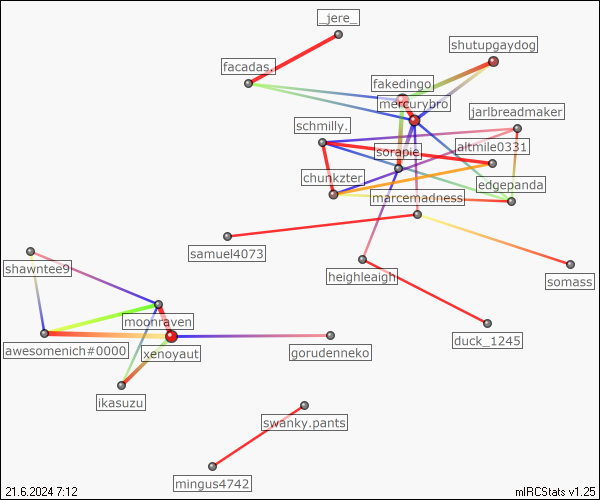 _jere_
shutupgaydog
facadas.
fakedingo
mercurybro
jarlbreadmaker
schmilly.
altmile0331
sorapie
chunkzter
edgepanda
marcemadness
samuel4073
shawntee9
heighleaigh
somass
moonraven
duck_1245
awesomenich#0000
xenoyaut
gorudenneko
ikasuzu
swanky.pants
mingus4742
21.6.2024 7:12
mIRCStats v1.25